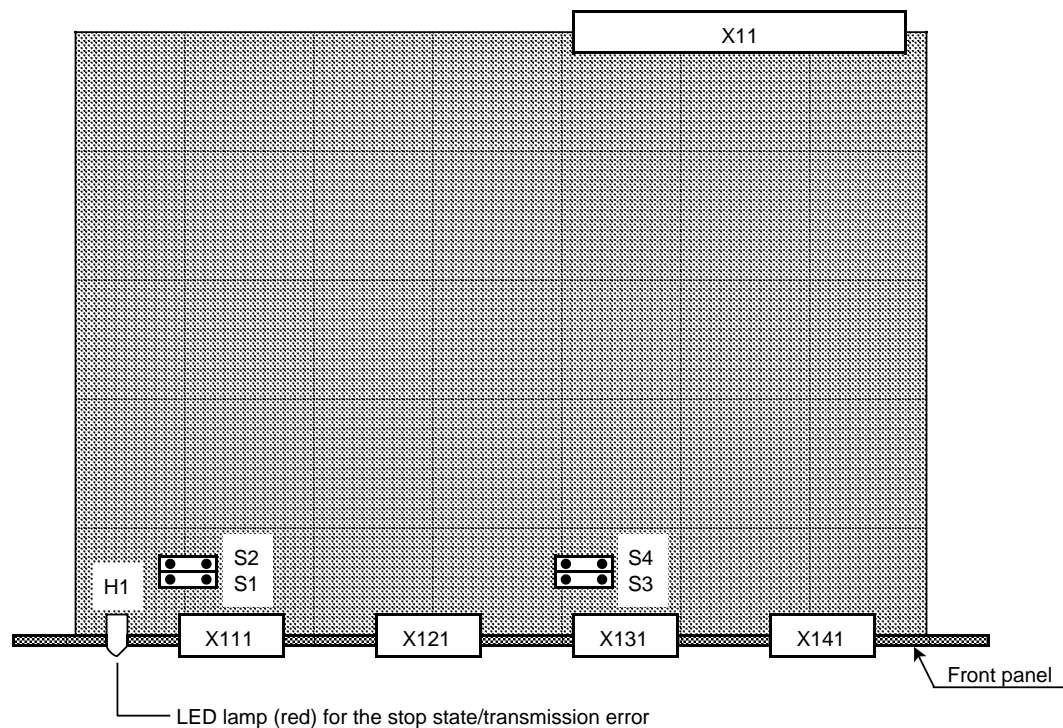 X11
S2
S4
S1
S3
H1
X111
X121
X131
X141
Front panel
LED lamp (red) for the stop state/transmission error